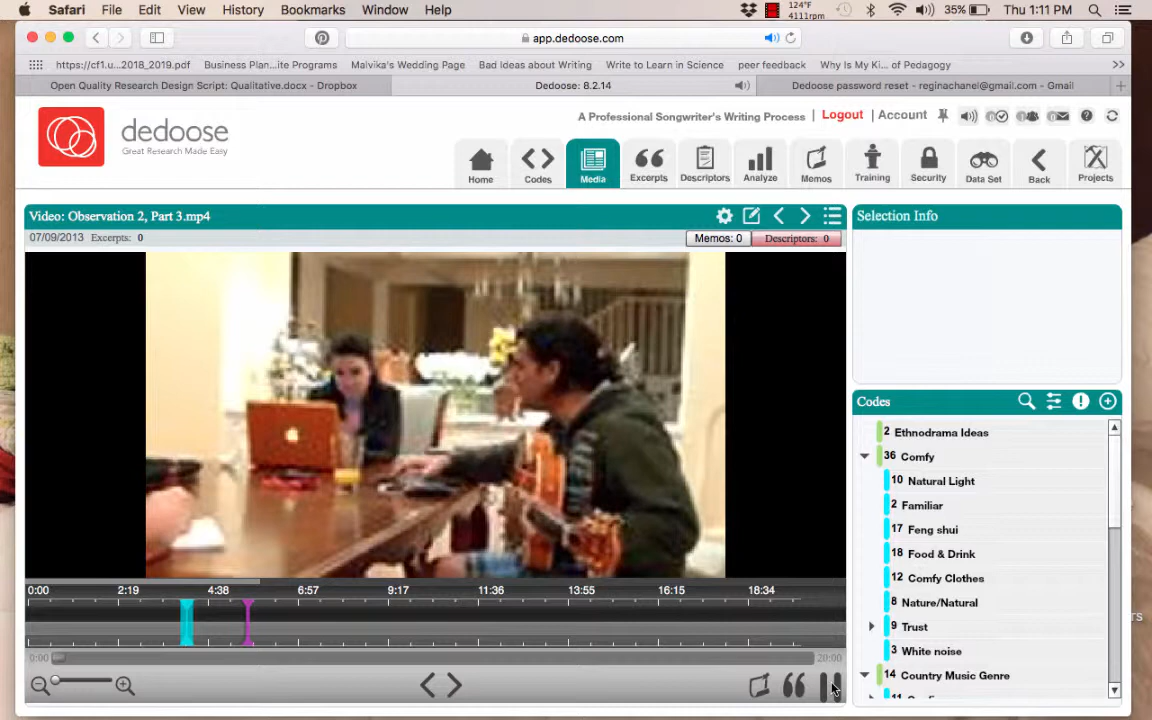 Safari File Edit View History Bookmarks Window Help 124°F 4111rpm 35% Thu 1:11 PM
app.dedoose.com
https://cf1.u...2018_2019.pdf Business Plan...ite Programs Malvika's Wedding Page Bad Ideas about Writing Write to Learn in Science peer feedback Why Is My Ki... of Pedagogy >>
Open Quality Research Design Script: Qualitative.docx - Dropbox Dedoose: 8.2.14 Dedoose password reset - reginachanel@gmail.com - Gmail
dedoose
Great Research Made Easy
A Professional Songwriter's Writing Process | Logout | Account
Home Codes Media Excerpts Descriptors Analyze Memos Training Security Data Set Back Projects
Video: Observation 2, Part 3.mp4
07/09/2013 Excerpts: 0 Memos: 0 Descriptors: 0
0:00 2:19 4:38 6:57 9:17 11:36 13:55 16:15 18:34
0:00 20:00
Selection Info
Codes
2 Ethnodrama Ideas
36 Comfy
10 Natural Light
2 Familiar
17 Feng shui
18 Food & Drink
12 Comfy Clothes
8 Nature/Natural
9 Trust
3 White noise
14 Country Music Genre